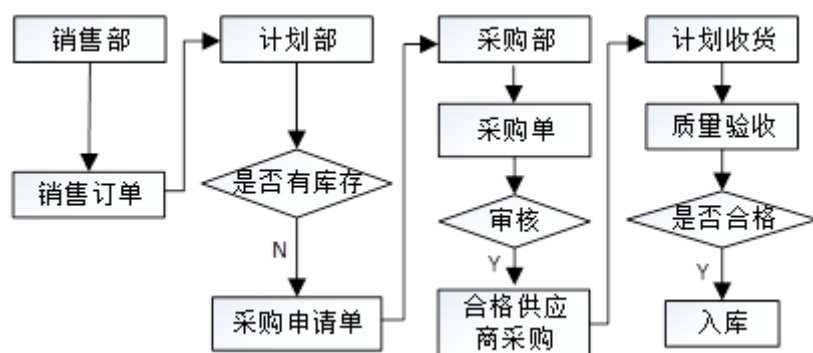 销售部
销售订单
计划部
是否有库存
N
采购申请单
采购部
采购单
审核
Y
合格供应
商采购
计划收货
质量验收
是否合格
Y
入库